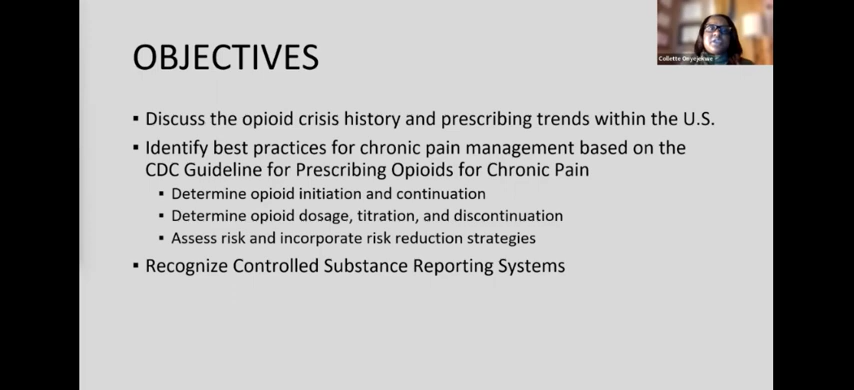 Collette Onyejekwe
OBJECTIVES
▪ Discuss the opioid crisis history and prescribing trends within the U.S.
▪ Identify best practices for chronic pain management based on the
CDC Guideline for Prescribing Opioids for Chronic Pain
▪ Determine opioid initiation and continuation
▪ Determine opioid dosage, titration, and discontinuation
▪ Assess risk and incorporate risk reduction strategies
▪ Recognize Controlled Substance Reporting Systems